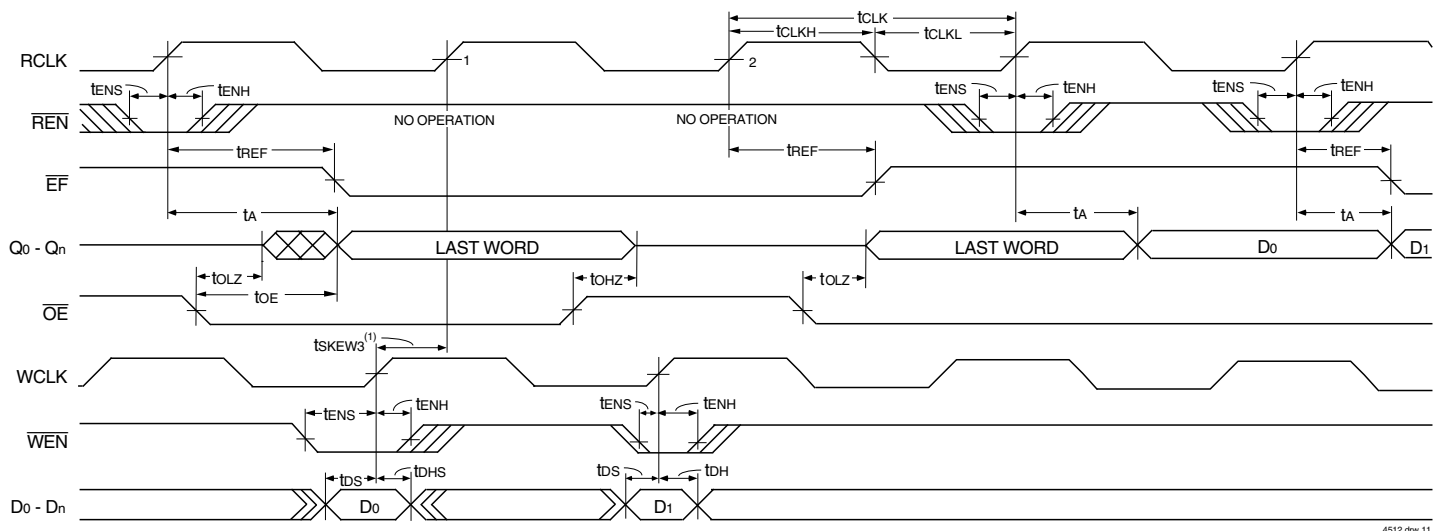 tCLK
tCLKH tCLKL
RCLK 1 2
tENS tENH tENS tENH tENS tENH
REN NO OPERATION NO OPERATION
tREF tREF tREF
EF
tA tA tA
Q0 - Qn LAST WORD LAST WORD D0 D1
tOLZ tOHZ tOLZ
tOE
OE
tSKEW3(1)
WCLK
tENS tENH tENS tENH
WEN
tDS tDHS tDS tDH
D0 - Dn D0 D1
4512 drw 11